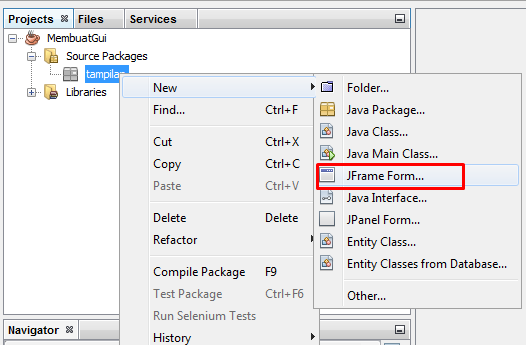 Projects Files Services
MembuatGui
Source Packages
tampilan
Libraries
New
Find... Ctrl+F
Cut Ctrl+X
Copy Ctrl+C
Paste Ctrl+V
Delete Delete
Refactor
Compile Package F9
Test Package Ctrl+F6
Run Selenium Tests
History
Folder...
Java Package...
Java Class...
Java Main Class...
JFrame Form...
Java Interface...
JPanel Form...
Entity Class...
Entity Classes from Database...
Other...
Navigator